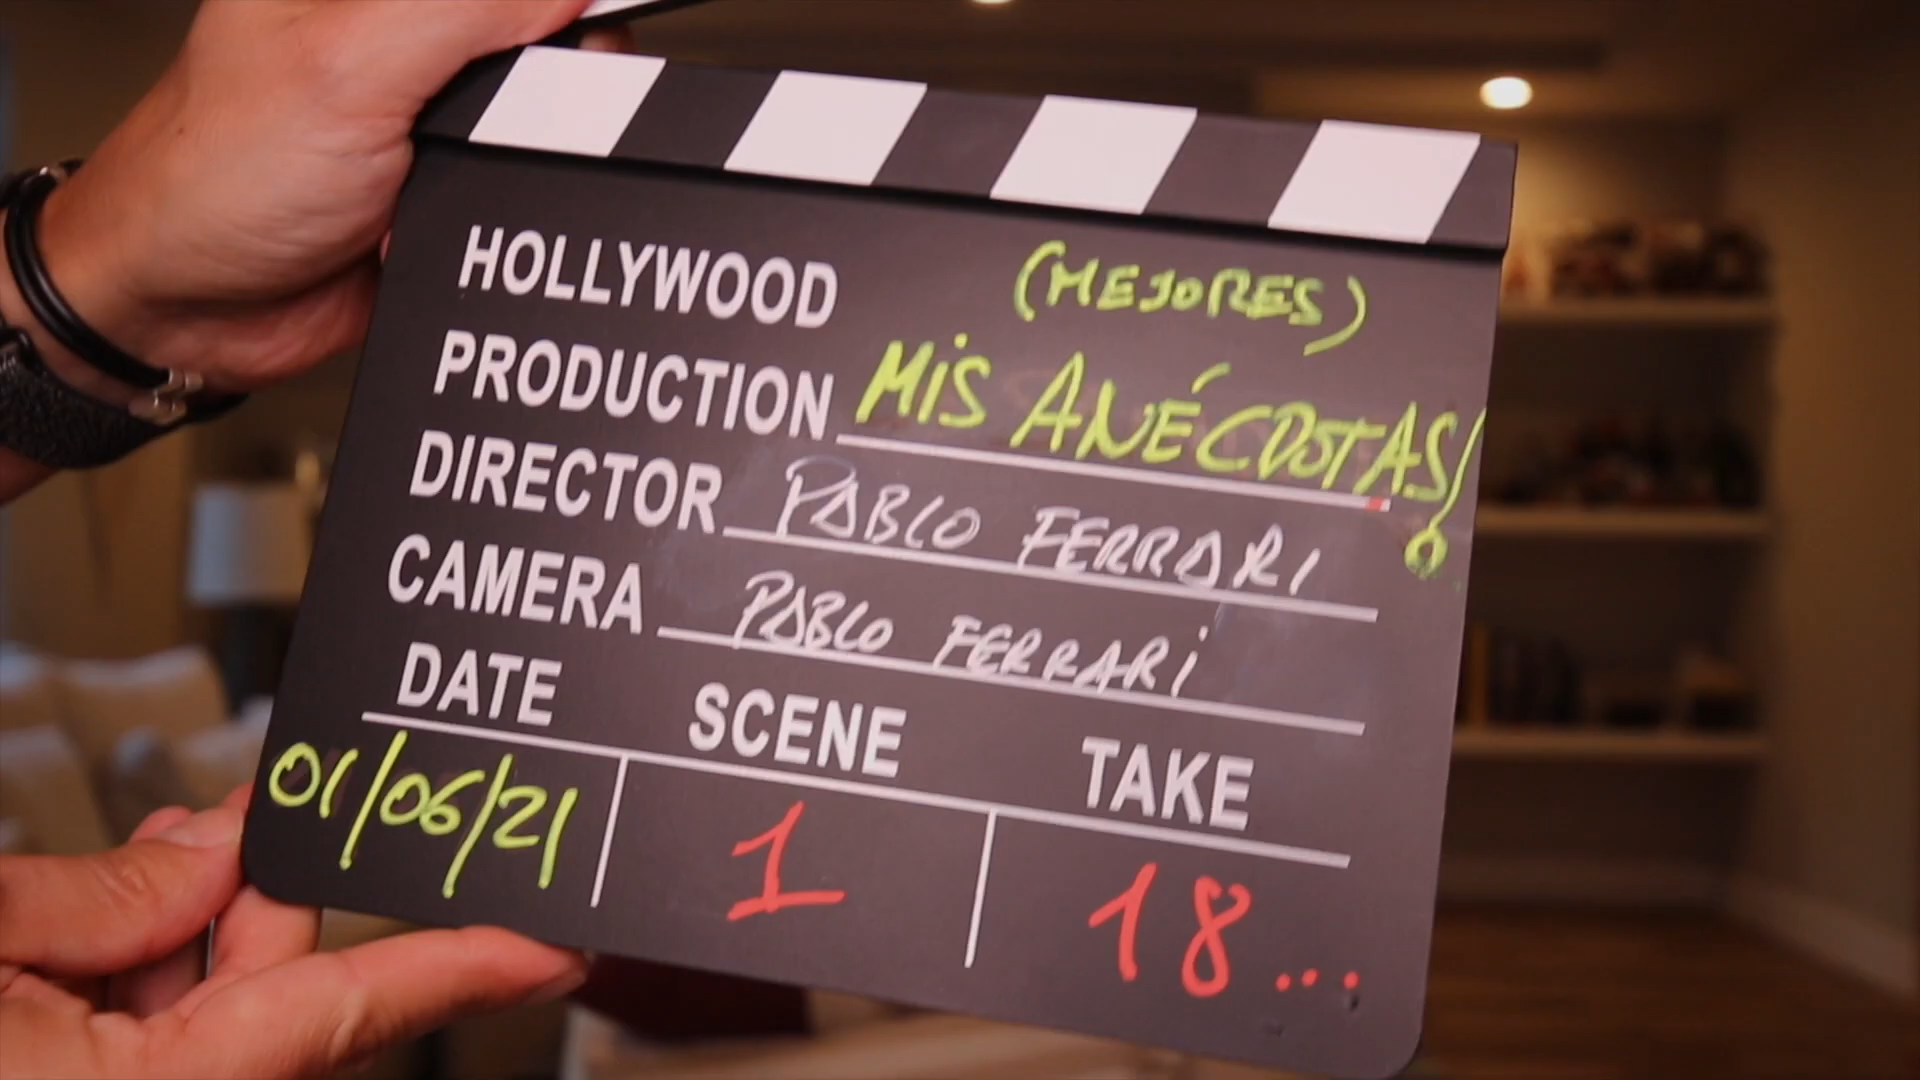 HOLLYWOOD (MEJORES)
PRODUCTION MiS ANÉCDOTAS!
DIRECTOR PABLO FERRARI
CAMERA PABLO FERRARi
DATE SCENE TAKE
01/06/21 1 18...